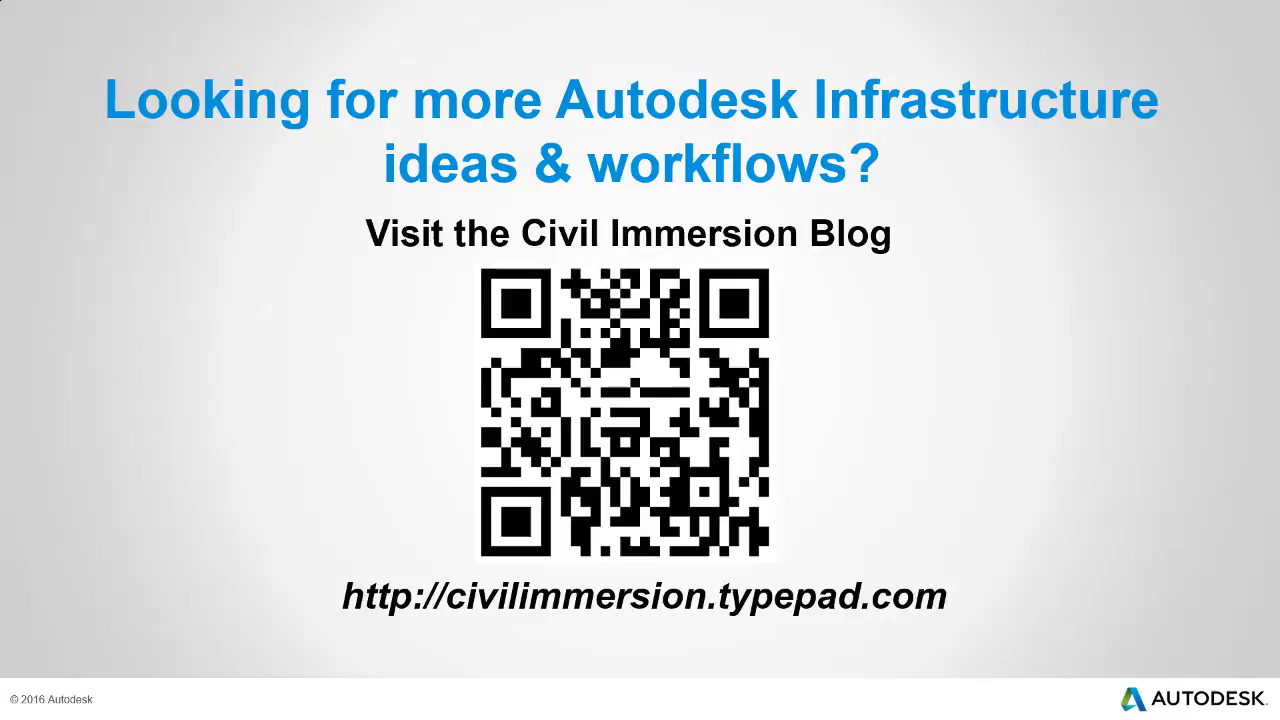 Looking for more Autodesk Infrastructure
ideas & workflows?
Visit the Civil Immersion Blog
http://civilimmersion.typepad.com
© 2016 Autodesk
AUTODESK.